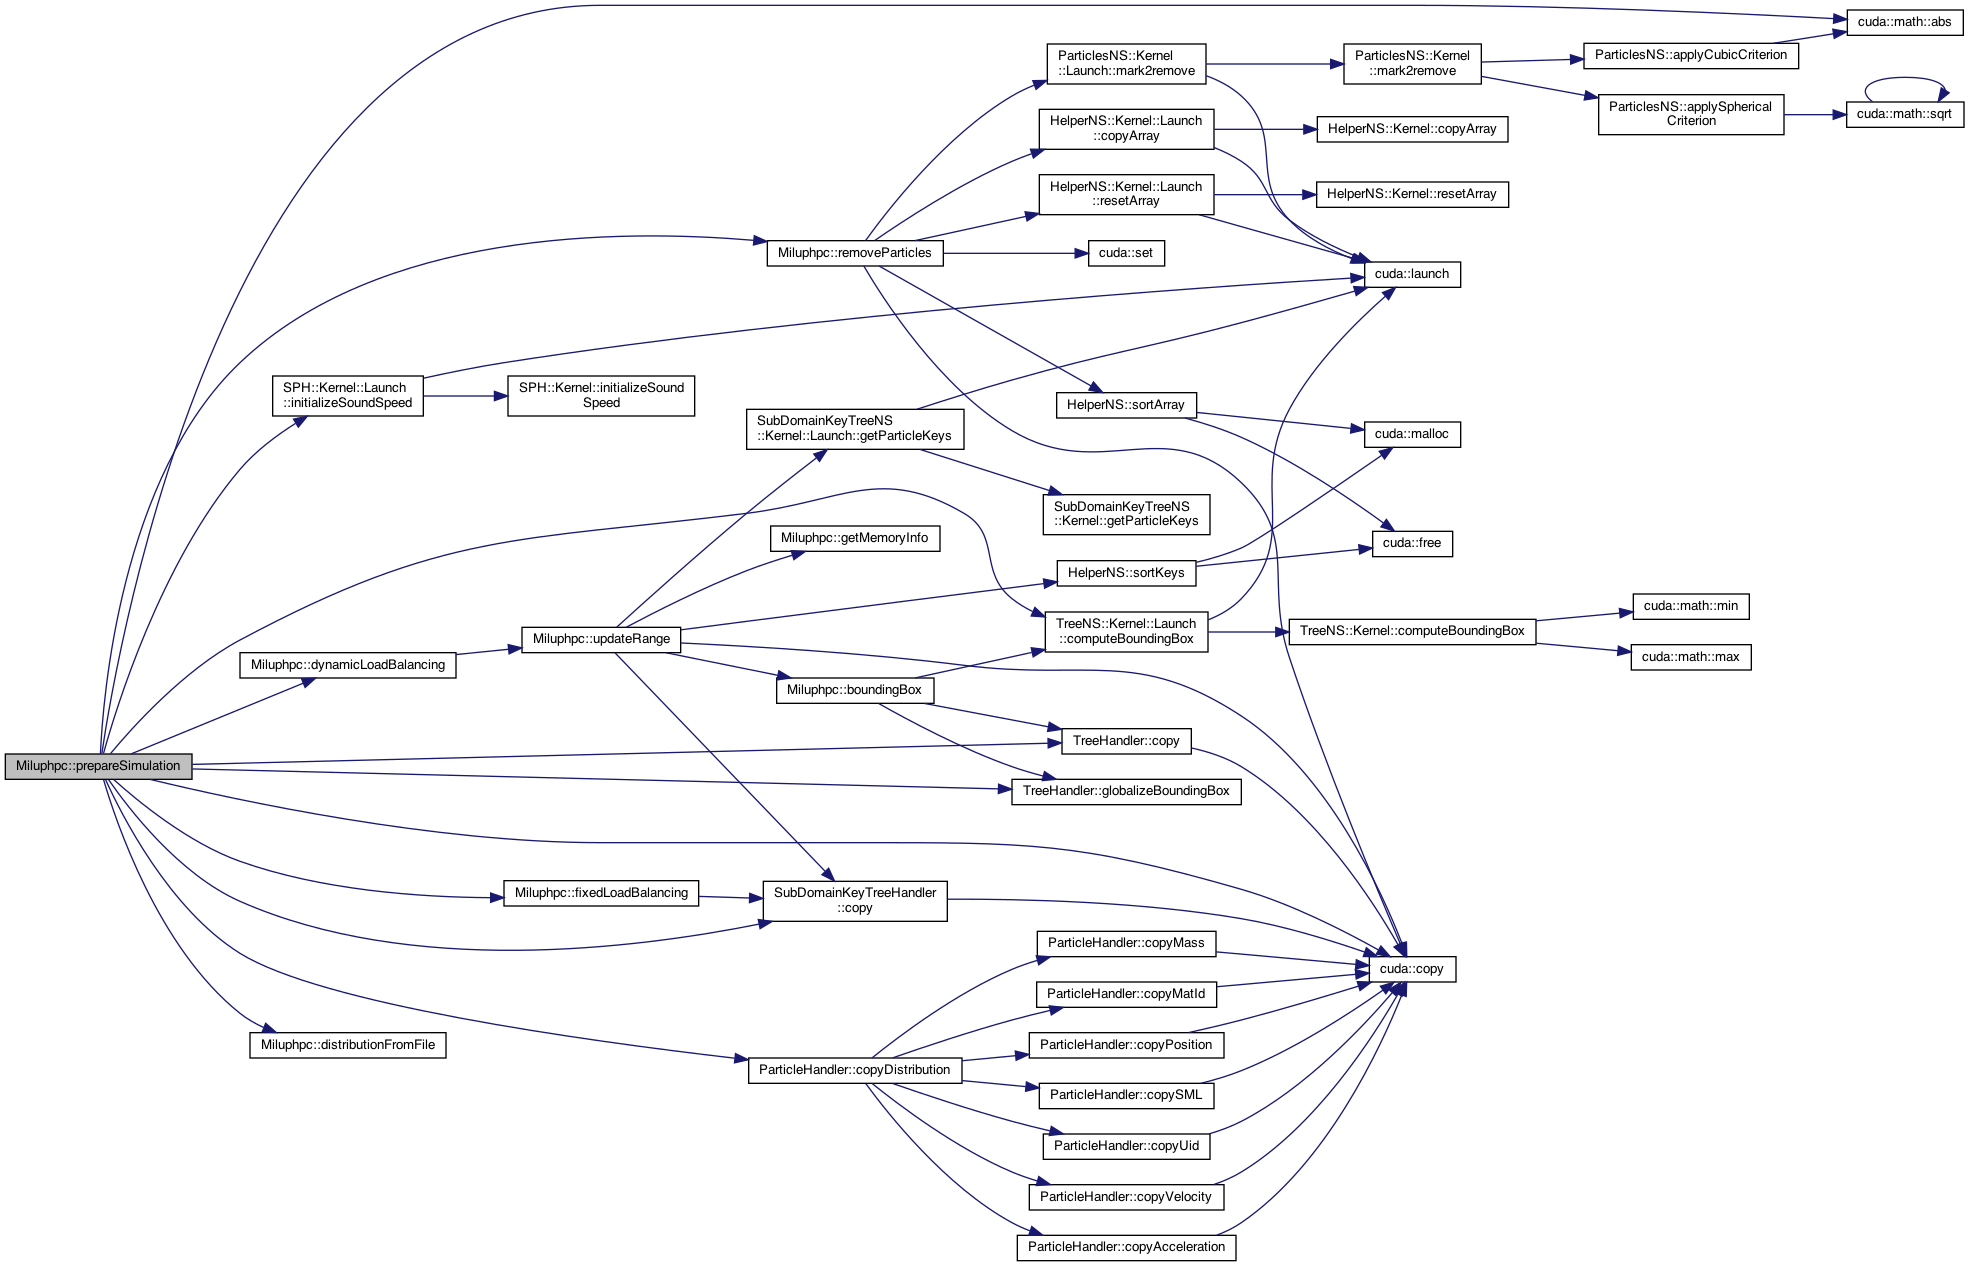 cuda::math::abs
ParticlesNS::Kernel
::Launch::mark2remove
ParticlesNS::Kernel
::mark2remove
ParticlesNS::applyCubicCriterion
ParticlesNS::applySpherical
Criterion
cuda::math::sqrt
HelperNS::Kernel::Launch
::copyArray
HelperNS::Kernel::copyArray
HelperNS::Kernel::Launch
::resetArray
HelperNS::Kernel::resetArray
Miluphpc::removeParticles
cuda::set
cuda::launch
SPH::Kernel::Launch
::initializeSoundSpeed
SPH::Kernel::initializeSound
Speed
HelperNS::sortArray
SubDomainKeyTreeNS
::Kernel::Launch::getParticleKeys
cuda::malloc
SubDomainKeyTreeNS
::Kernel::getParticleKeys
Miluphpc::getMemoryInfo
cuda::free
HelperNS::sortKeys
cuda::math::min
Miluphpc::updateRange
TreeNS::Kernel::Launch
::computeBoundingBox
TreeNS::Kernel::computeBoundingBox
cuda::math::max
Miluphpc::dynamicLoadBalancing
Miluphpc::boundingBox
TreeHandler::copy
Miluphpc::prepareSimulation
TreeHandler::globalizeBoundingBox
Miluphpc::fixedLoadBalancing
SubDomainKeyTreeHandler
::copy
ParticleHandler::copyMass
cuda::copy
ParticleHandler::copyMatId
Miluphpc::distributionFromFile
ParticleHandler::copyPosition
ParticleHandler::copyDistribution
ParticleHandler::copySML
ParticleHandler::copyUid
ParticleHandler::copyVelocity
ParticleHandler::copyAcceleration